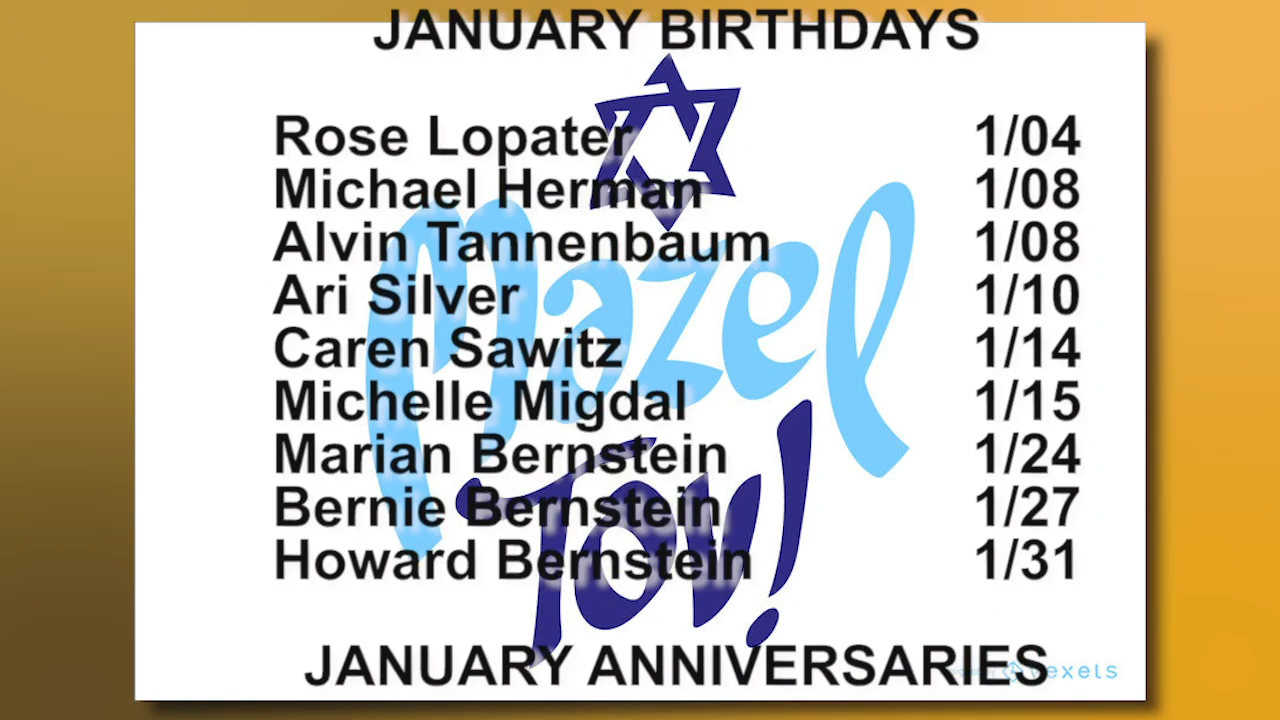 JANUARY BIRTHDAYS
Rose Lopater 1/04
Michael Herman 1/08
Alvin Tannenbaum 1/08
Ari Silver 1/10
Caren Sawitz 1/14
Michelle Migdal 1/15
Marian Bernstein 1/24
Bernie Bernstein 1/27
Howard Bernstein 1/31
Mazel
Tov!
JANUARY ANNIVERSARIES
vexels